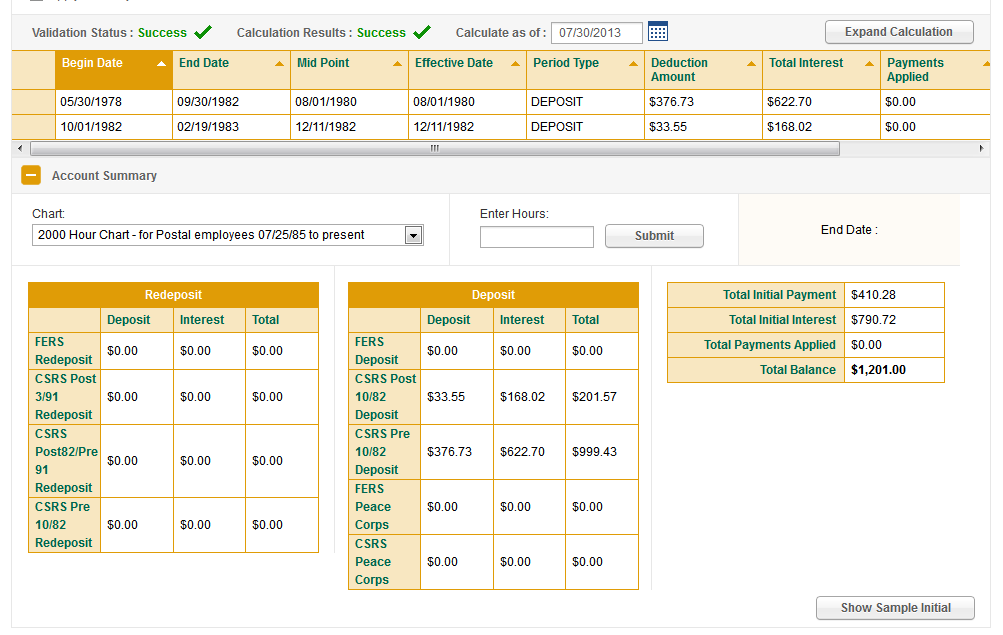 Validation Status : Success Calculation Results : Success Calculate as of : 07/30/2013 Expand Calculation
Begin Date End Date Mid Point Effective Date Period Type Deduction Amount Total Interest Payments Applied
05/30/1978 09/30/1982 08/01/1980 08/01/1980 DEPOSIT $376.73 $622.70 $0.00
10/01/1982 02/19/1983 12/11/1982 12/11/1982 DEPOSIT $33.55 $168.02 $0.00
Account Summary
Chart:
2000 Hour Chart - for Postal employees 07/25/85 to present
Enter Hours:
Submit
End Date :
Redeposit
Deposit Interest Total
FERS Redeposit $0.00 $0.00 $0.00
CSRS Post 3/91 Redeposit $0.00 $0.00 $0.00
CSRS Post82/Pre 91 Redeposit $0.00 $0.00 $0.00
CSRS Pre 10/82 Redeposit $0.00 $0.00 $0.00
Deposit
Deposit Interest Total
FERS Deposit $0.00 $0.00 $0.00
CSRS Post 10/82 Deposit $33.55 $168.02 $201.57
CSRS Pre 10/82 Deposit $376.73 $622.70 $999.43
FERS Peace Corps $0.00 $0.00 $0.00
CSRS Peace Corps $0.00 $0.00 $0.00
Total Initial Payment $410.28
Total Initial Interest $790.72
Total Payments Applied $0.00
Total Balance $1,201.00
Show Sample Initial